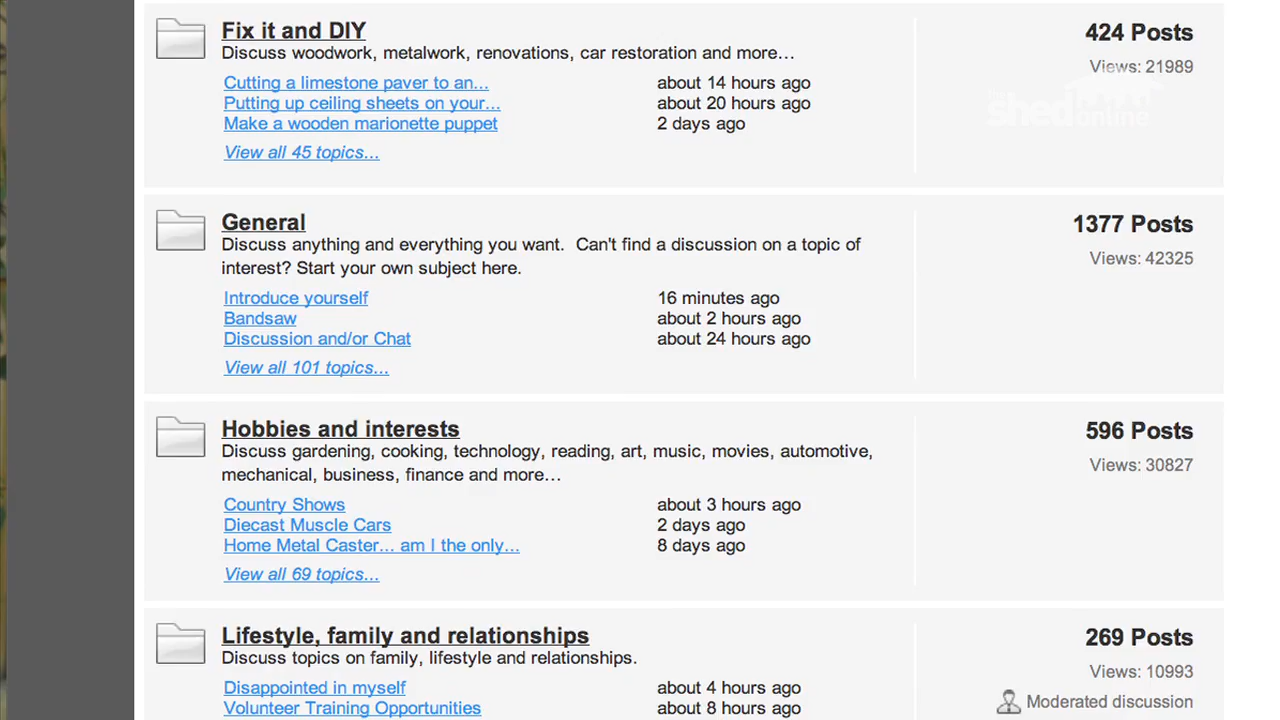 Fix it and DIY
424 Posts
Discuss woodwork, metalwork, renovations, car restoration and more…
Views: 21989
Cutting a limestone paver to an...
about 14 hours ago
Putting up ceiling sheets on your...
about 20 hours ago
Make a wooden marionette puppet
2 days ago
the shed online
View all 45 topics...
General
1377 Posts
Discuss anything and everything you want.  Can't find a discussion on a topic of
interest? Start your own subject here.
Views: 42325
Introduce yourself
16 minutes ago
Bandsaw
about 2 hours ago
Discussion and/or Chat
about 24 hours ago
View all 101 topics...
Hobbies and interests
596 Posts
Discuss gardening, cooking, technology, reading, art, music, movies, automotive,
mechanical, business, finance and more…
Views: 30827
Country Shows
about 3 hours ago
Diecast Muscle Cars
2 days ago
Home Metal Caster... am I the only...
8 days ago
View all 69 topics...
Lifestyle, family and relationships
269 Posts
Discuss topics on family, lifestyle and relationships.
Views: 10993
Disappointed in myself
about 4 hours ago
Volunteer Training Opportunities
about 8 hours ago
Moderated discussion